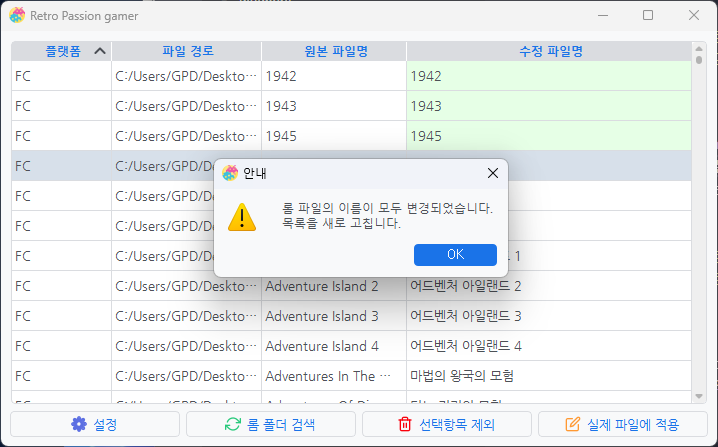 Retro Passion gamer
플랫폼 파일 경로 원본 파일명 수정 파일명
FC C:/Users/GPD/Deskto… 1942 1942
FC C:/Users/GPD/Deskto… 1943 1943
FC C:/Users/GPD/Deskto… 1945 1945
FC C:/Users/GPD/De
안내
FC C:/Users/GPD/De
롬 파일의 이름이 모두 변경되었습니다.
목록을 새로 고칩니다.
FC C:/Users/GPD/De
FC C:/Users/GPD/De 1
OK
FC C:/Users/GPD/Deskto… Adventure Island 2 어드벤처 아일랜드 2
FC C:/Users/GPD/Deskto… Adventure Island 3 어드벤처 아일랜드 3
FC C:/Users/GPD/Deskto… Adventure Island 4 어드벤처 아일랜드 4
FC C:/Users/GPD/Deskto… Adventures In The … 마법의 왕국의 모험
설정 롬 폴더 검색 선택항목 제외 실제 파일에 적용